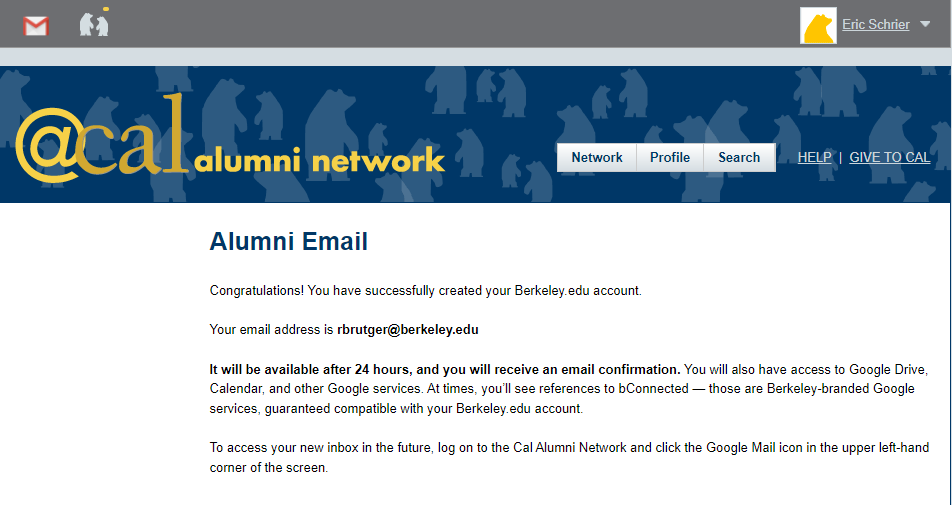 Eric Schrier
@cal alumni network
Network Profile Search HELP | GIVE TO CAL
Alumni Email
Congratulations! You have successfully created your Berkeley.edu account.
Your email address is rbrutger@berkeley.edu
It will be available after 24 hours, and you will receive an email confirmation. You will also have access to Google Drive,
Calendar, and other Google services. At times, you'll see references to bConnected — those are Berkeley-branded Google
services, guaranteed compatible with your Berkeley.edu account.
To access your new inbox in the future, log on to the Cal Alumni Network and click the Google Mail icon in the upper left-hand
corner of the screen.